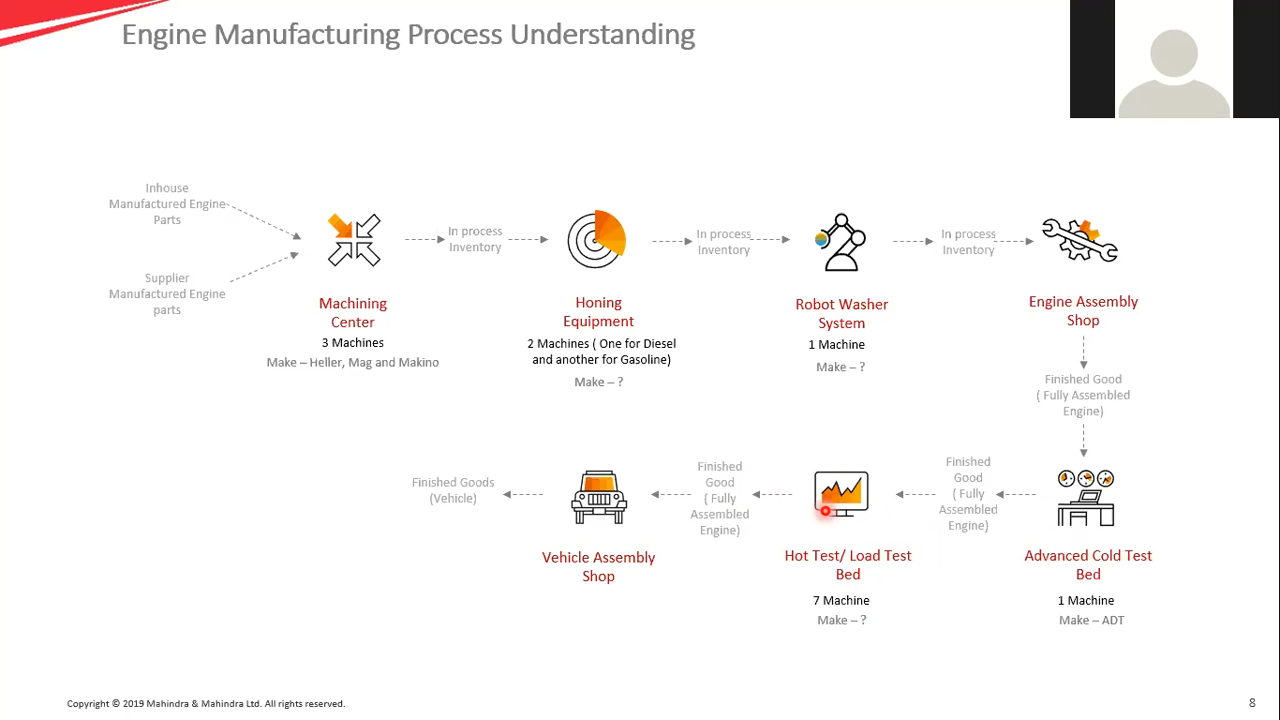 Engine Manufacturing Process Understanding
Inhouse
Manufactured Engine
Parts
Supplier
Manufactured Engine
parts
Machining
Center
3 Machines
Make – Heller, Mag and Makino
In process
Inventory
Honing
Equipment
2 Machines ( One for Diesel
and another for Gasoline)
Make – ?
In process
Inventory
Robot Washer
System
1 Machine
Make – ?
In process
Inventory
Engine Assembly
Shop
Finished Good
( Fully Assembled
Engine)
Advanced Cold Test
Bed
1 Machine
Make – ADT
Finished
Good
( Fully
Assembled
Engine)
Hot Test/ Load Test
Bed
7 Machine
Make – ?
Finished
Good
( Fully
Assembled
Engine)
Vehicle Assembly
Shop
Finished Goods
(Vehicle)
Copyright © 2019 Mahindra & Mahindra Ltd. All rights reserved.
8